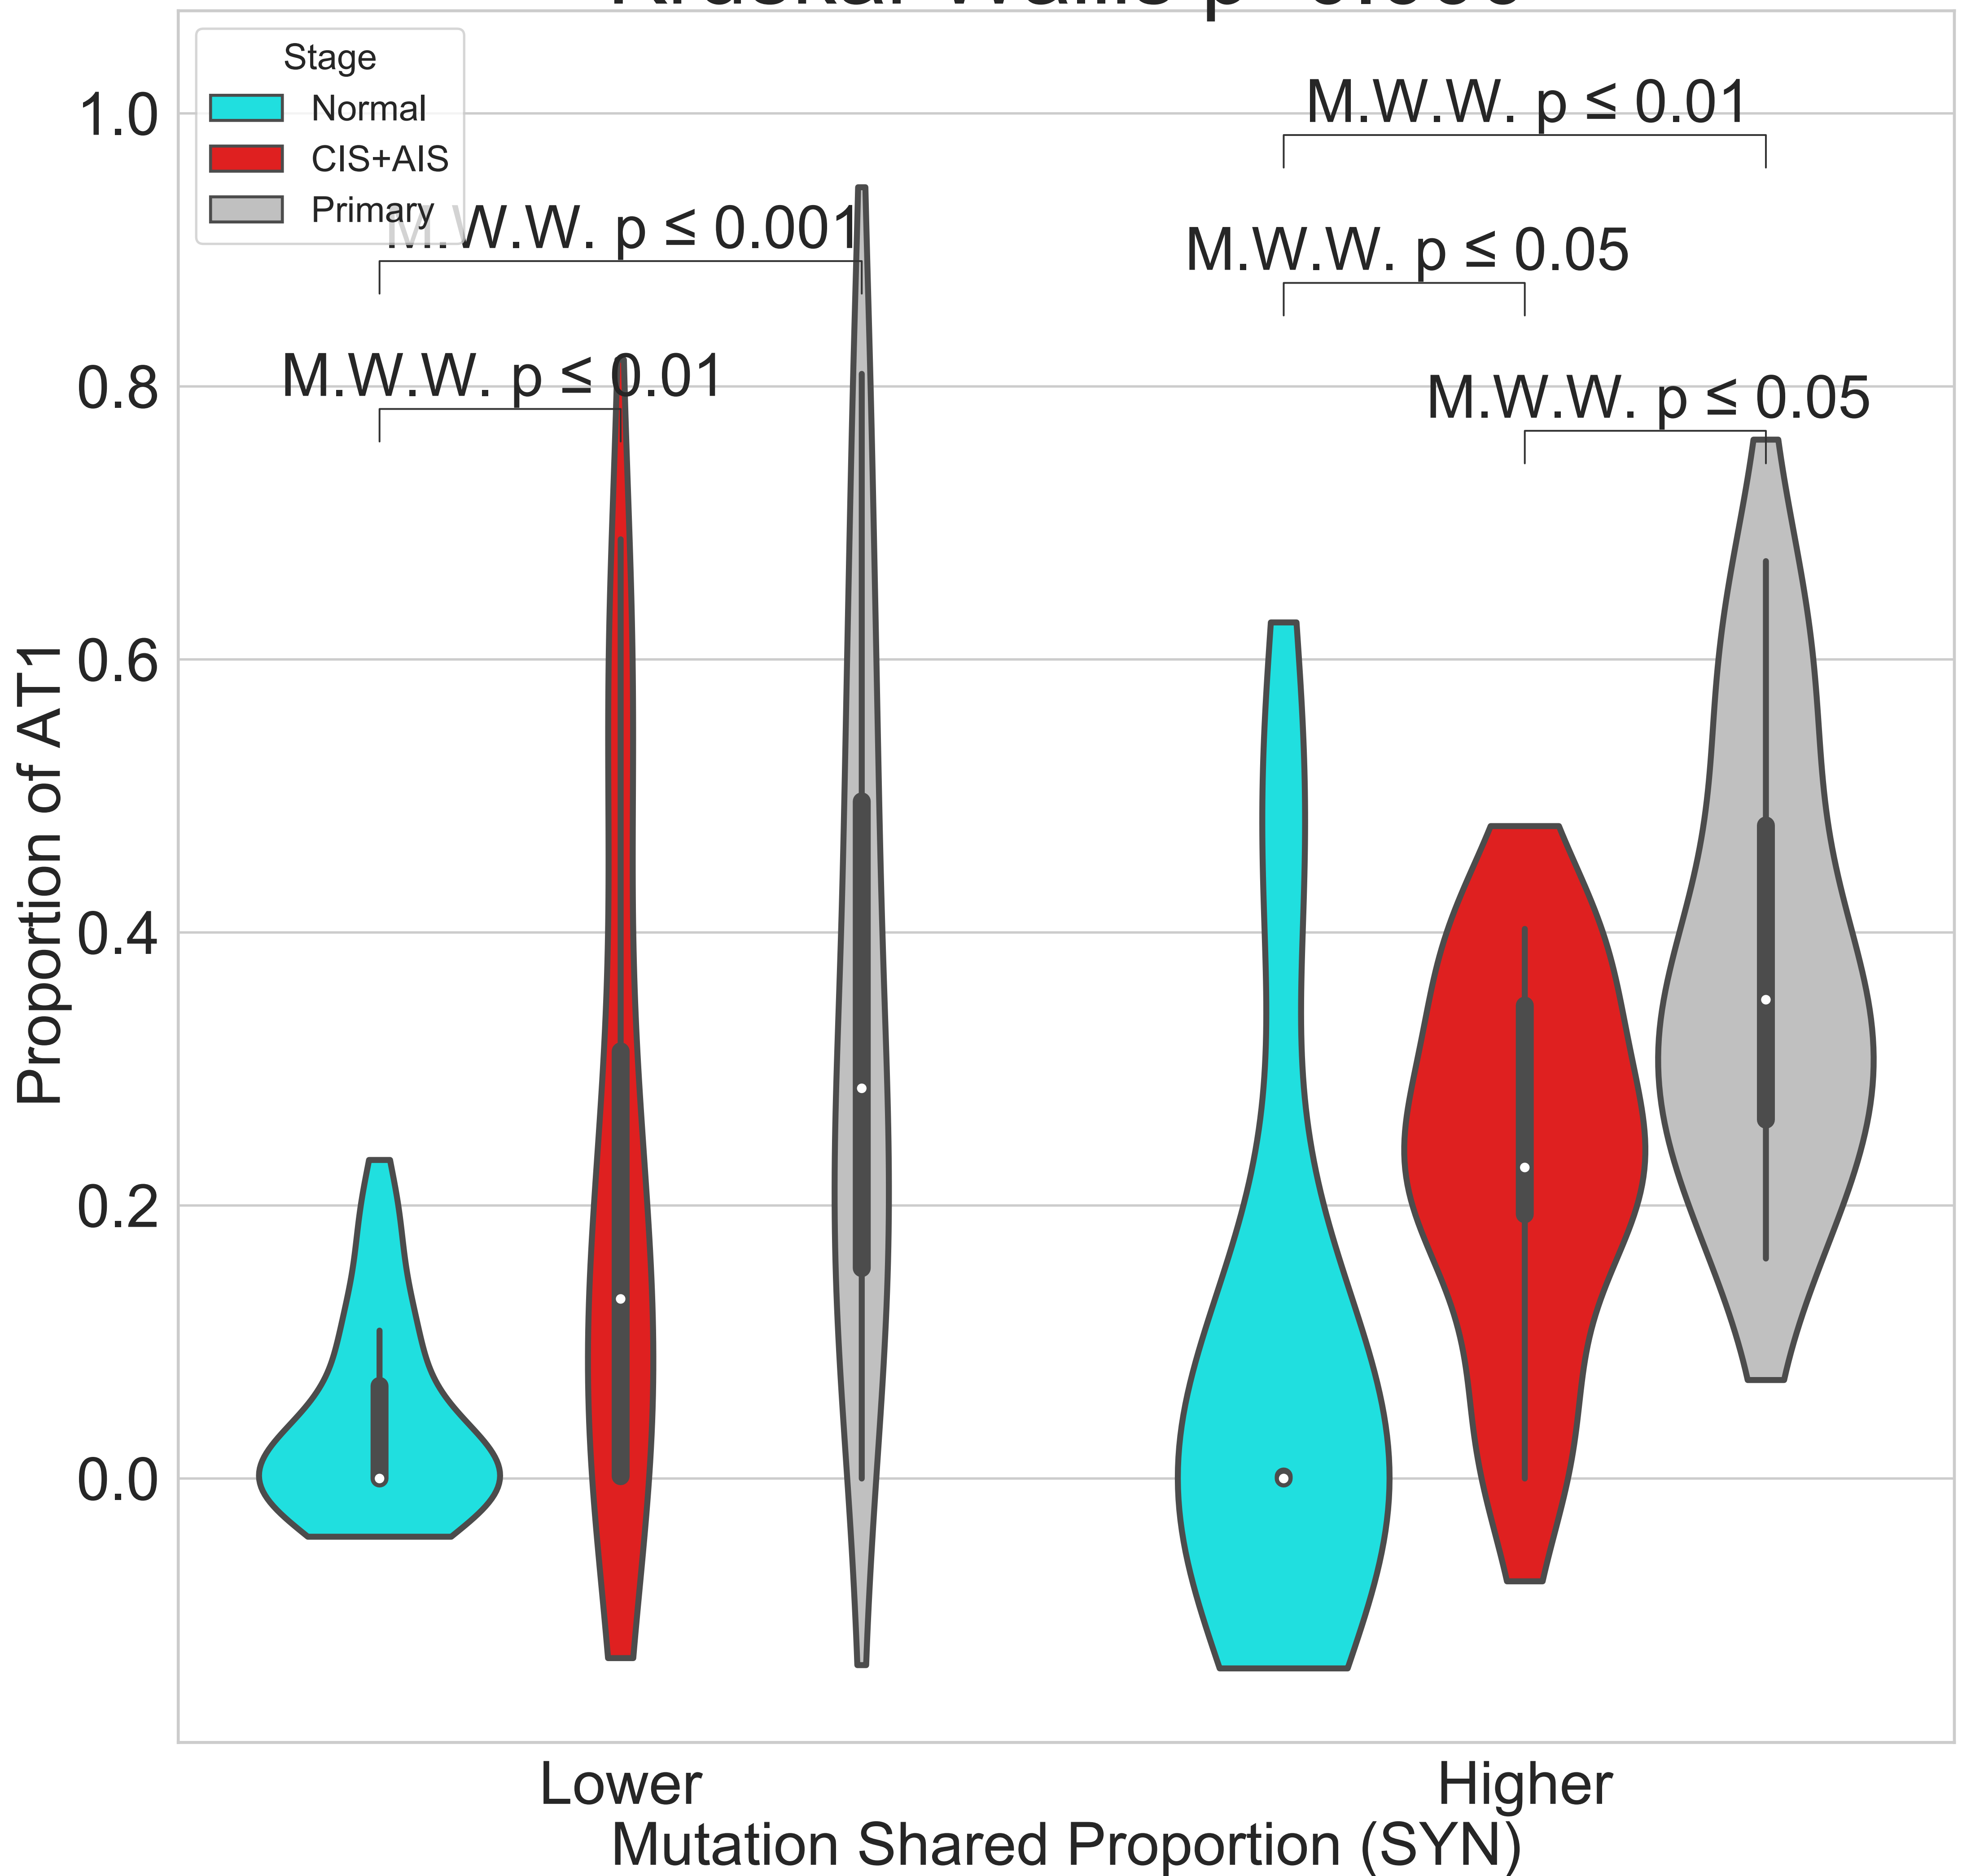 Stage
Normal
CIS+AIS
Primary
M.W.W. p ≤ 0.01
M.W.W. p ≤ 0.001
M.W.W. p ≤ 0.05
M.W.W. p ≤ 0.01
M.W.W. p ≤ 0.05
1.0
0.8
0.6
0.4
0.2
0.0
Proportion of AT1
Lower
Higher
Mutation Shared Proportion (SYN)